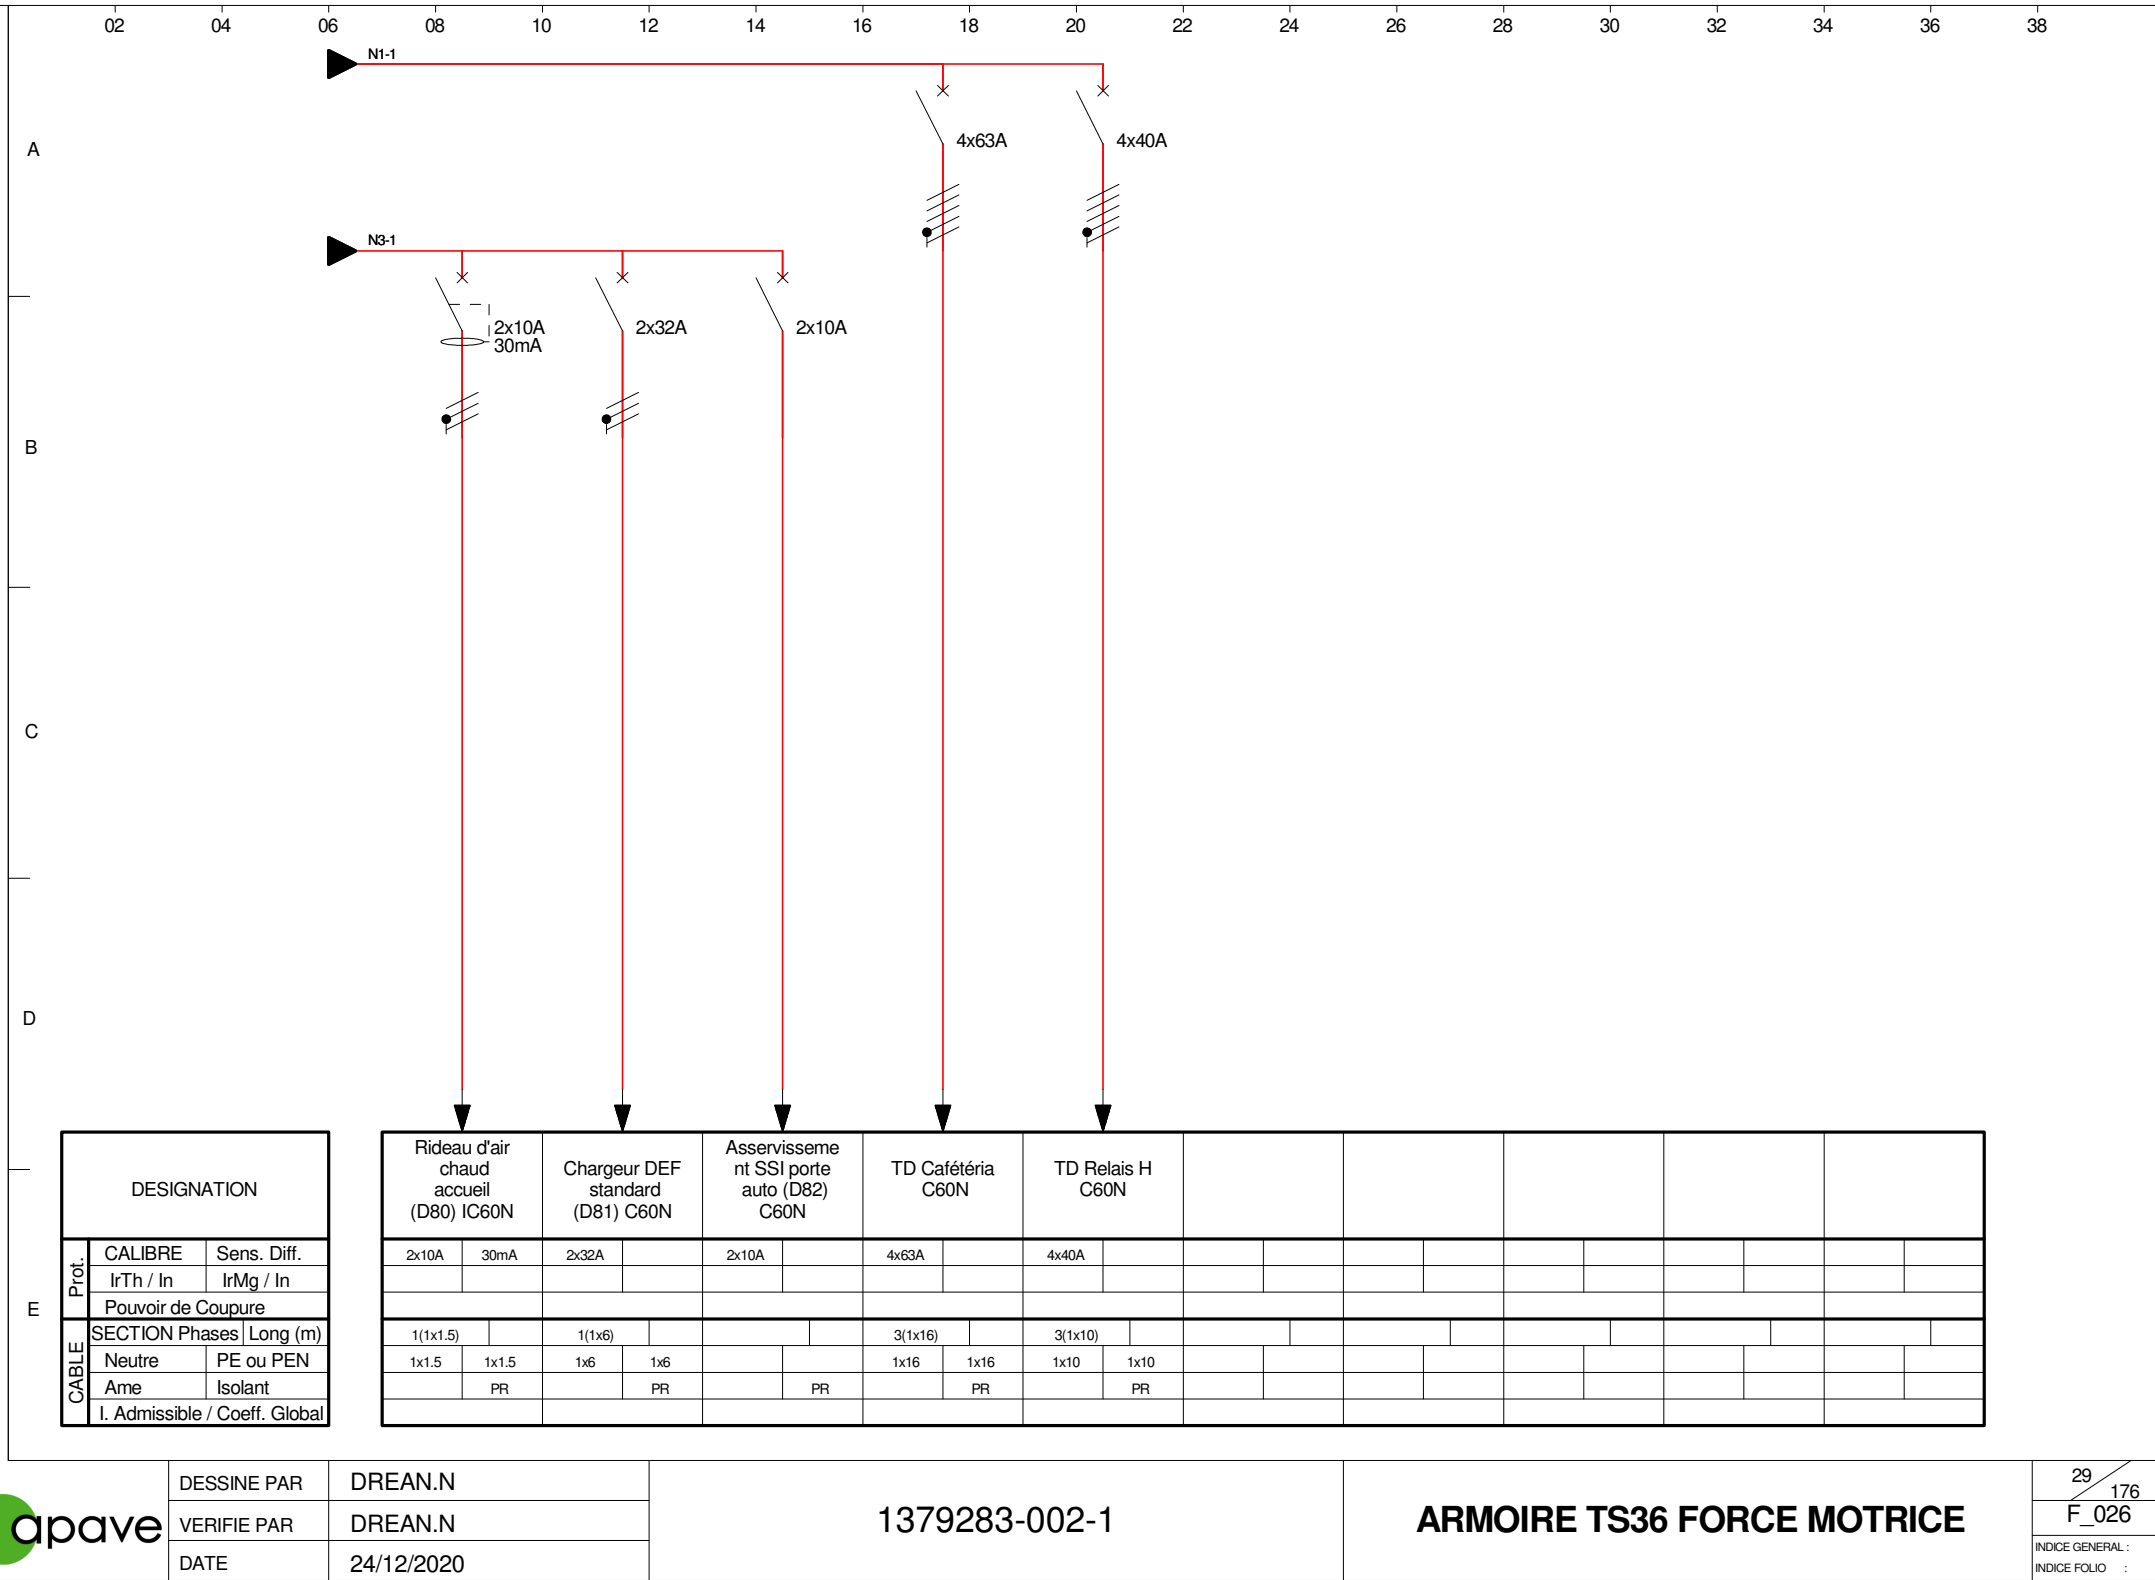 02 04 06 08 10 12 14 16 18 20 22 24 26 28 30 32 34 36 38
N1-1
A
4x63A
4x40A
N3-1
2x10A
30mA
2x32A
2x10A
B
C
D
E
DESIGNATION
Rideau d'air
chaud
accueil
(D80) IC60N
Chargeur DEF
standard
(D81) C60N
Asservisseme
nt SSI porte
auto (D82)
C60N
TD Cafétéria
C60N
TD Relais H
C60N
Prot.
CALIBRE Sens. Diff. 2x10A 30mA 2x32A 2x10A 4x63A 4x40A
IrTh / In IrMg / In
Pouvoir de Coupure
CABLE
SECTION Phases Long (m) 1(1x1.5) 1(1x6) 3(1x16) 3(1x10)
Neutre PE ou PEN 1x1.5 1x1.5 1x6 1x6 1x16 1x16 1x10 1x10
Ame Isolant PR PR PR PR PR
I. Admissible / Coeff. Global
apave
DESSINE PAR DREAN.N
VERIFIE PAR DREAN.N
DATE 24/12/2020
1379283-002-1
ARMOIRE TS36 FORCE MOTRICE
29 / 176
F_026
INDICE GENERAL :
INDICE FOLIO :